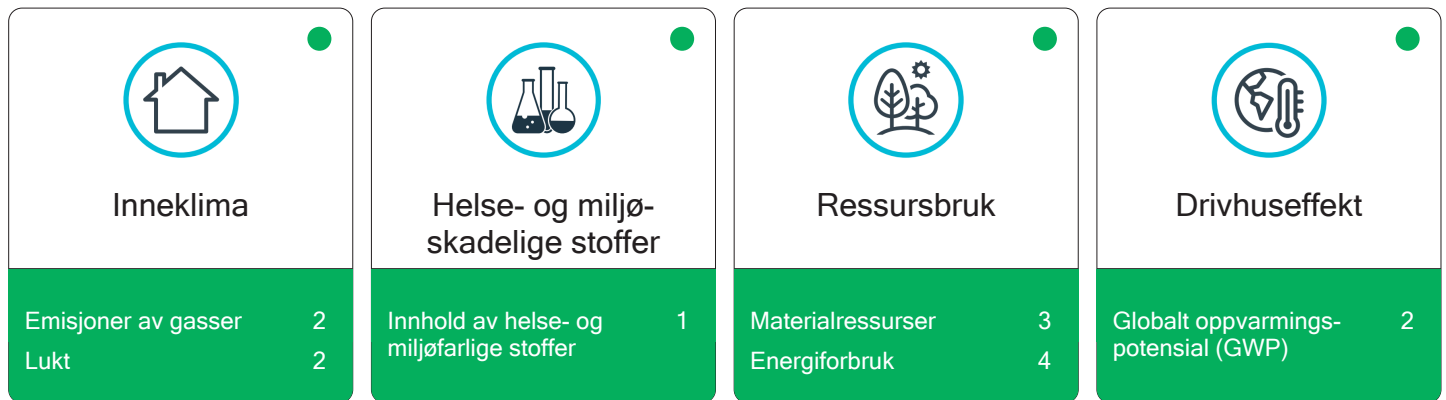 Inneklima
Emisjoner av gasser 2
Lukt 2
Helse- og miljø-
skadelige stoffer
Innhold av helse- og 1
miljøfarlige stoffer
Ressursbruk
Materialressurser 3
Energiforbruk 4
Drivhuseffekt
Globalt oppvarmings- 2
potensial (GWP)